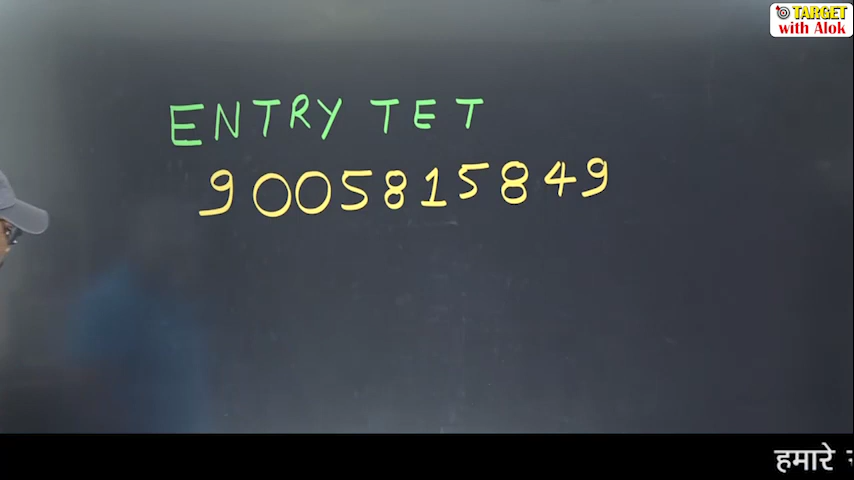 TARGET
with Alok
ENTRY TET
9005815849
हमारे